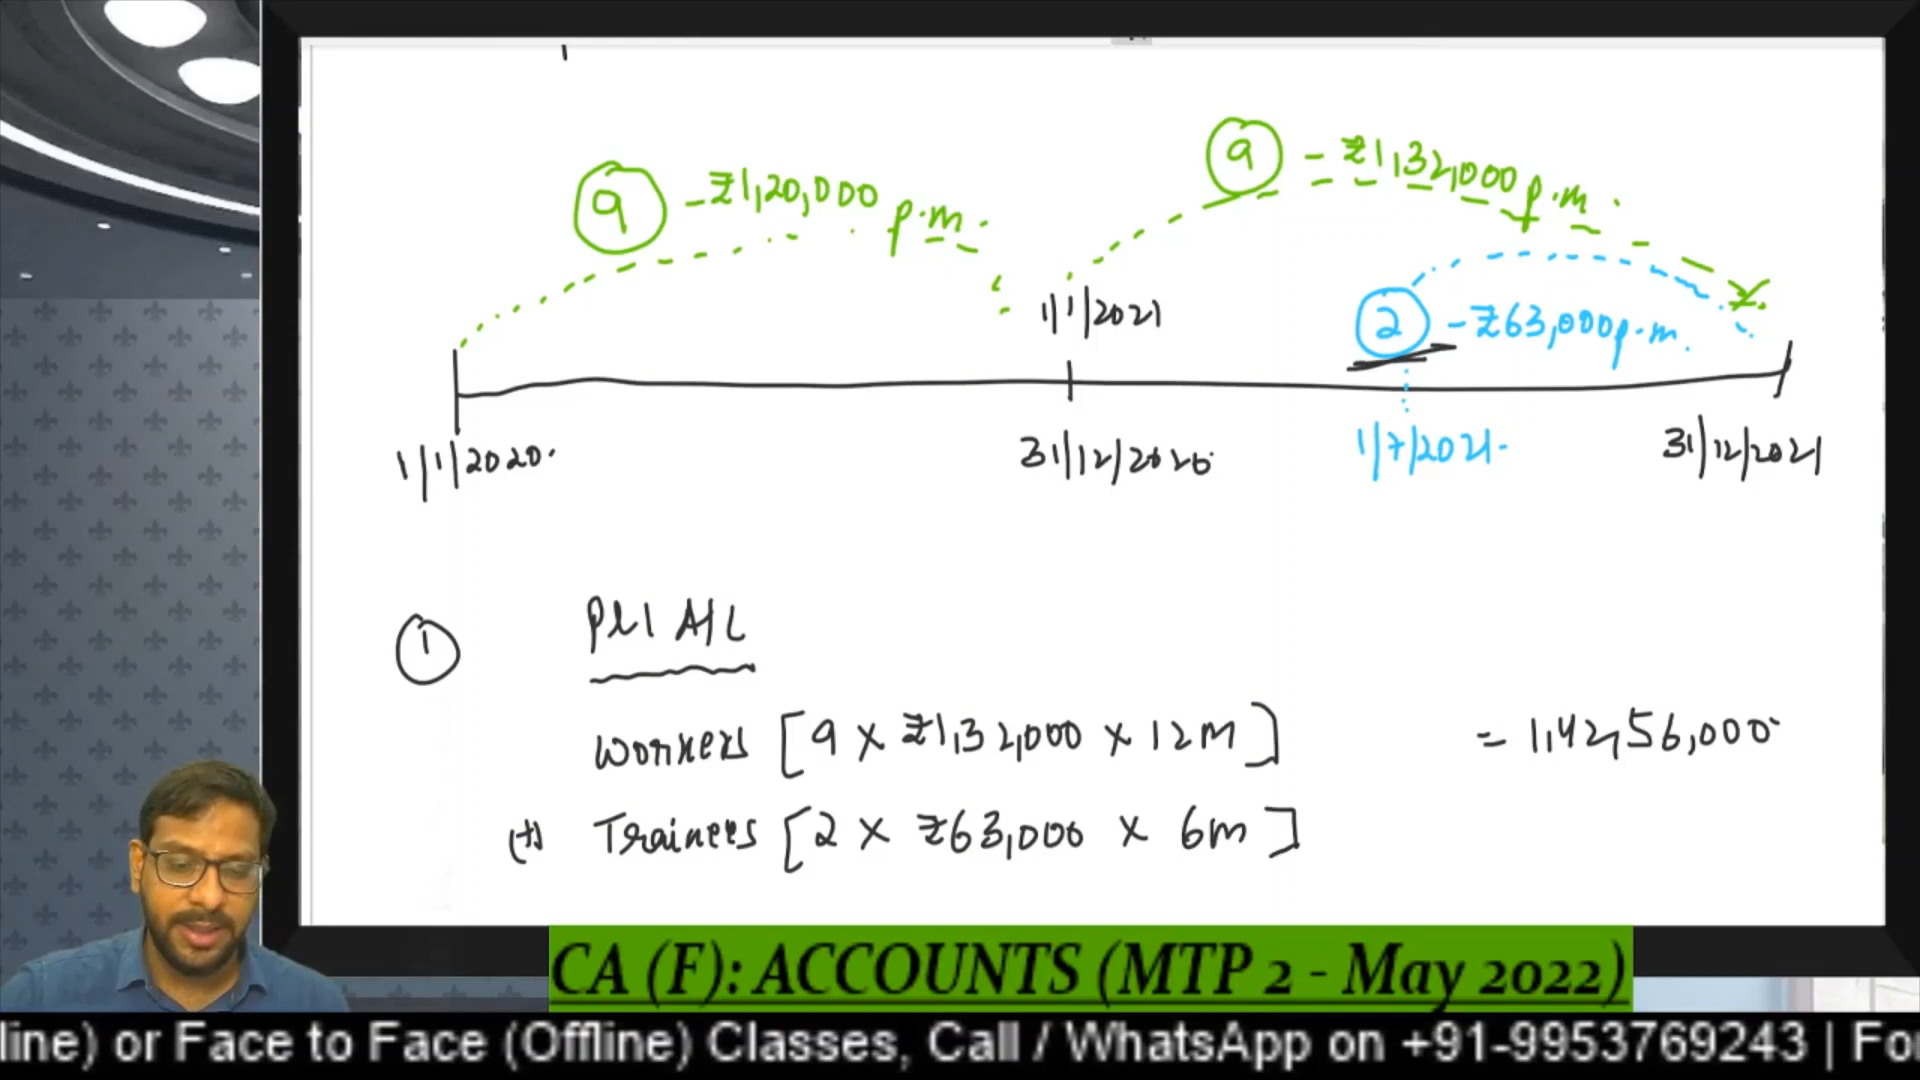 9 - ₹1,20,000 p.m.
9 - ₹1,32,000 p.m.
1/1/2021
2 - ₹63,000 p.m.
1/1/2020.
31/12/2020
1/7/2021.
31/12/2021
1 P&L A/c
Workers [9 × ₹1,32,000 × 12m] = 1,42,56,000
(+) Trainees [2 × ₹63,000 × 6m]
CA (F): ACCOUNTS (MTP 2 - May 2022)
line) or Face to Face (Offline) Classes, Call / WhatsApp on +91-9953769243 | Fo